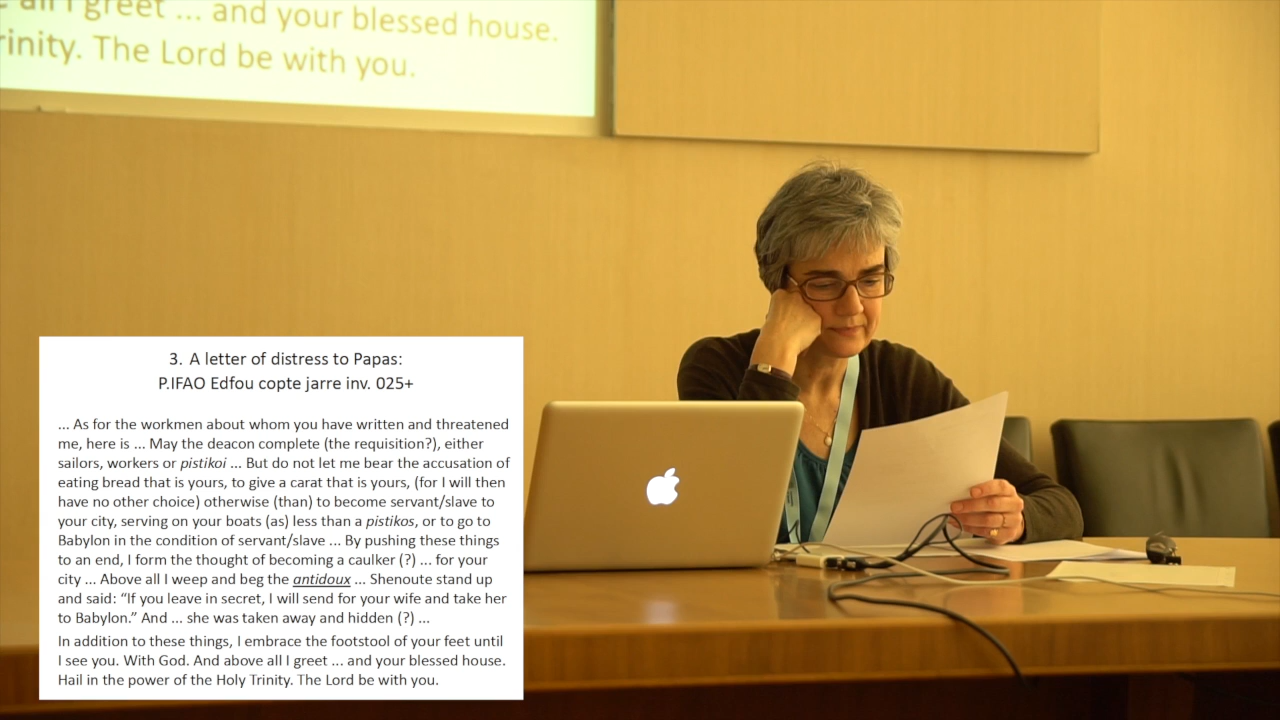 all I greet ... and your blessed house.
rinity. The Lord be with you.
3. A letter of distress to Papas:
P.IFAO Edfou copte jarre inv. 025+
... As for the workmen about whom you have written and threatened
me, here is ... May the deacon complete (the requisition?), either
sailors, workers or pistikoi ... But do not let me bear the accusation of
eating bread that is yours, to give a carat that is yours, (for I will then
have no other choice) otherwise (than) to become servant/slave to
your city, serving on your boats (as) less than a pistikos, or to go to
Babylon in the condition of servant/slave ... By pushing these things
to an end, I form the thought of becoming a caulker (?) ... for your
city ... Above all I weep and beg the antidoux ... Shenoute stand up
and said: “If you leave in secret, I will send for your wife and take her
to Babylon.” And ... she was taken away and hidden (?) ...
In addition to these things, I embrace the footstool of your feet until
I see you. With God. And above all I greet ... and your blessed house.
Hail in the power of the Holy Trinity. The Lord be with you.